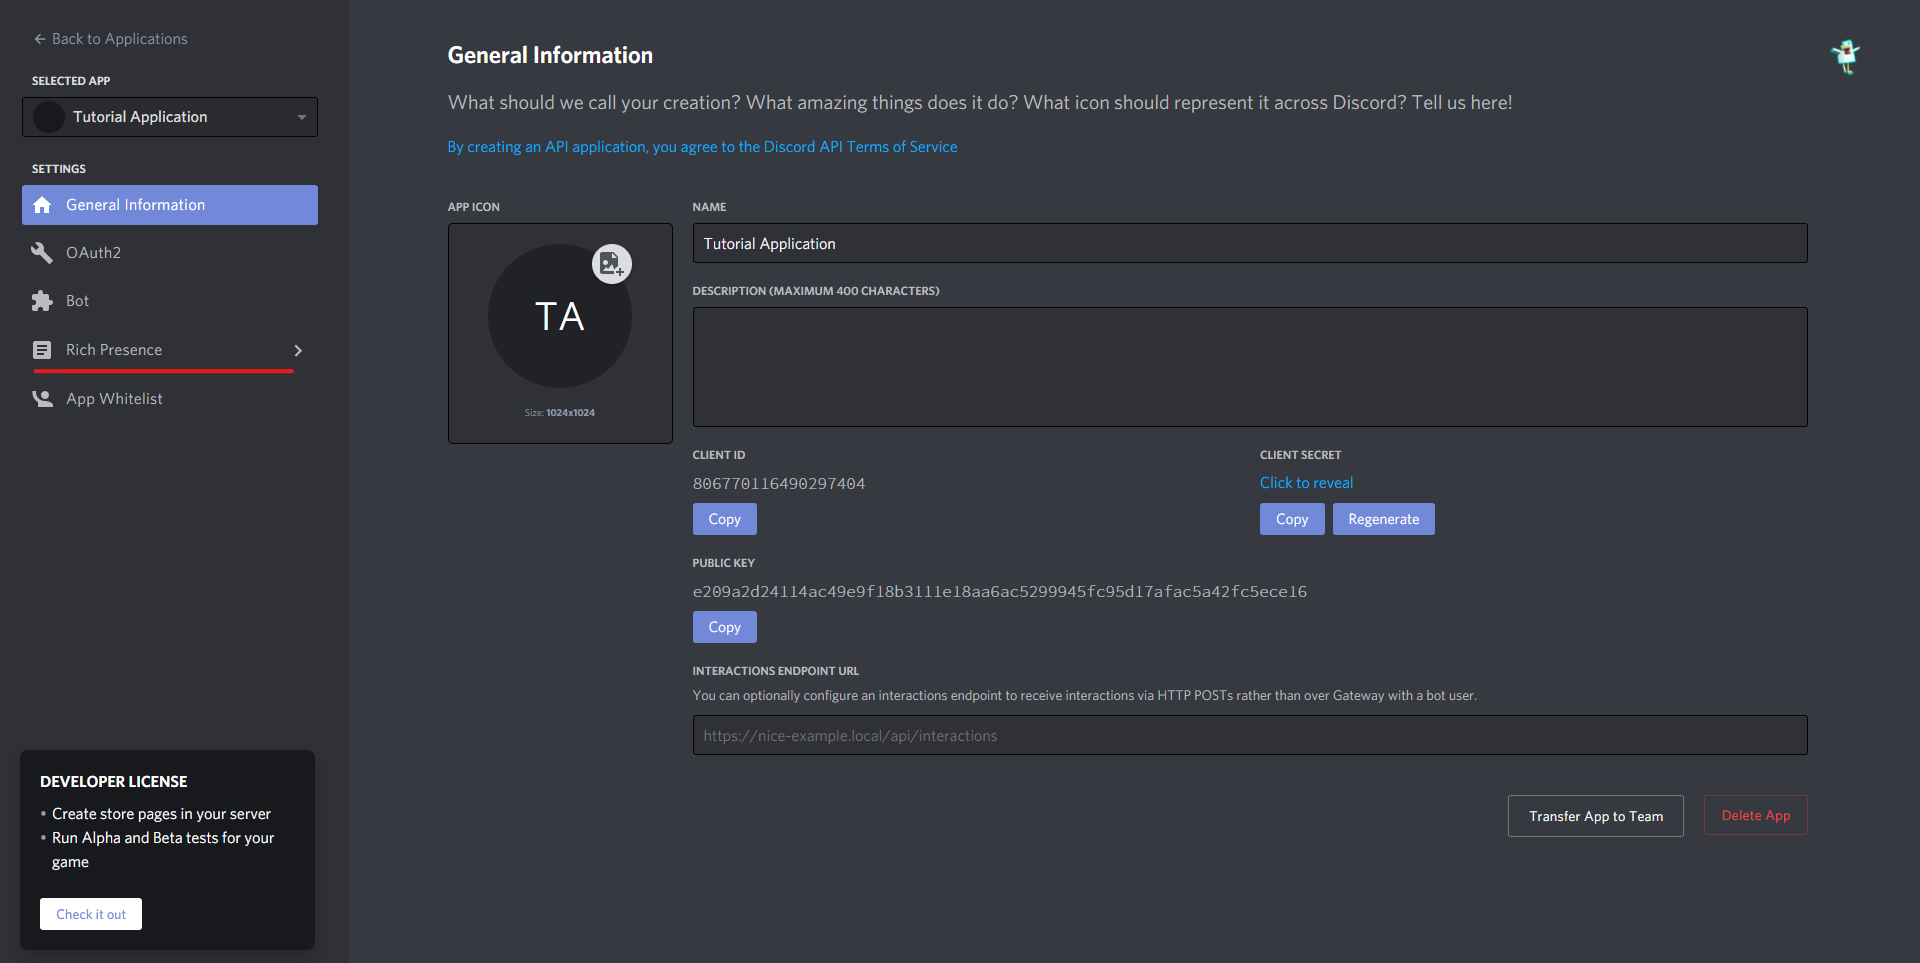 Back to Applications
SELECTED APP
Tutorial Application
SETTINGS
General Information
OAuth2
Bot
Rich Presence
App Whitelist
DEVELOPER LICENSE
• Create store pages in your server
• Run Alpha and Beta tests for your
game
Check it out
General Information
What should we call your creation? What amazing things does it do? What icon should represent it across Discord? Tell us here!
By creating an API application, you agree to the Discord API Terms of Service
APP ICON
TA
Size: 1024x1024
NAME
Tutorial Application
DESCRIPTION (MAXIMUM 400 CHARACTERS)
CLIENT ID
806770116490297404
Copy
CLIENT SECRET
Click to reveal
Copy Regenerate
PUBLIC KEY
e209a2d24114ac49e9f18b3111e18aa6ac5299945fc95d17afac5a42fc5ece16
Copy
INTERACTIONS ENDPOINT URL
You can optionally configure an interactions endpoint to receive interactions via HTTP POSTs rather than over Gateway with a bot user.
https://nice-example.local/api/interactions
Transfer App to Team Delete App